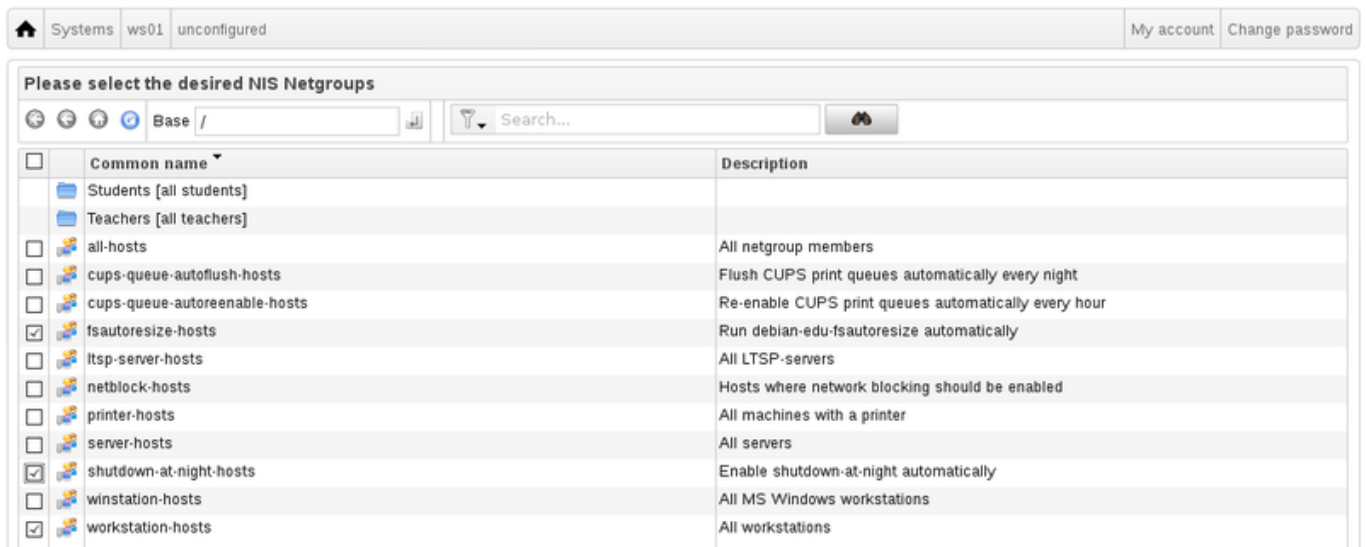 Systems ws01 unconfigured My account Change password
Please select the desired NIS Netgroups
Base / Search...
Common name Description
Students [all students]
Teachers [all teachers]
all-hosts All netgroup members
cups-queue-autoflush-hosts Flush CUPS print queues automatically every night
cups-queue-autoreenable-hosts Re-enable CUPS print queues automatically every hour
fsautoresize-hosts Run debian-edu-fsautoresize automatically
ltsp-server-hosts All LTSP-servers
netblock-hosts Hosts where network blocking should be enabled
printer-hosts All machines with a printer
server-hosts All servers
shutdown-at-night-hosts Enable shutdown-at-night automatically
winstation-hosts All MS Windows workstations
workstation-hosts All workstations